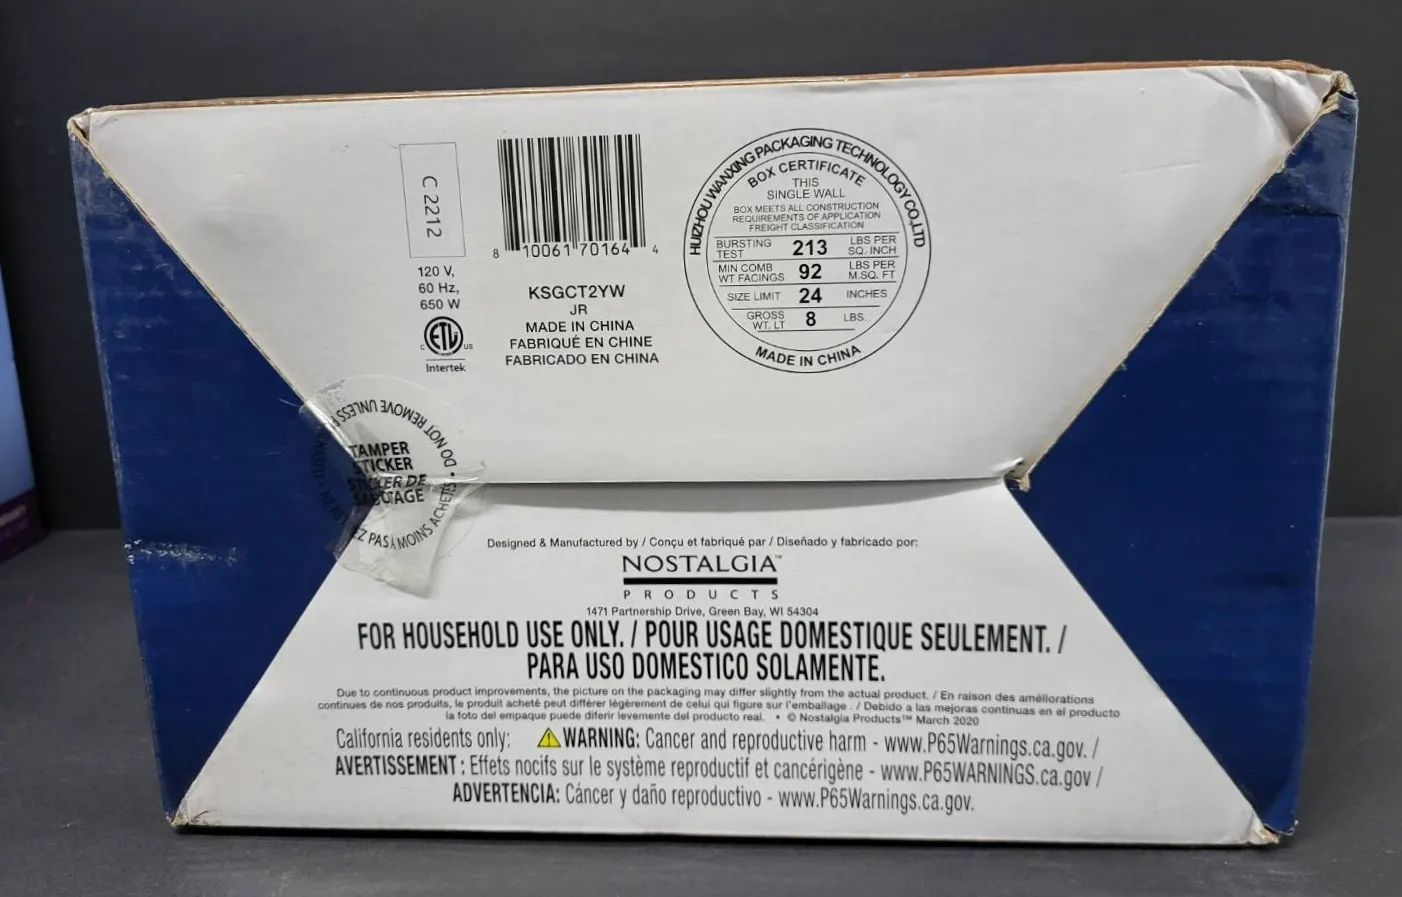 C 2212
120 V,
60 Hz,
650 W
ETL
C US
Intertek
8 10061 70164 4
KSGCT2YW
JR
MADE IN CHINA
FABRIQUÉ EN CHINE
FABRICADO EN CHINA
HUIZHOU WANXING PACKAGING TECHNOLOGY CO.,LTD
BOX CERTIFICATE
THIS
SINGLE WALL
BOX MEETS ALL CONSTRUCTION
REQUIREMENTS OF APPLICATION
FREIGHT CLASSIFICATION
BURSTING TEST 213 LBS PER SQ. INCH
MIN COMB WT FACINGS 92 LBS PER M.SQ. FT
SIZE LIMIT 24 INCHES
GROSS WT. LT 8 LBS.
MADE IN CHINA
DO NOT REMOVE UNLESS
TAMPER
STICKER
STICKER DE
SABOTAGE
EZ PAS À MOINS ACHETÉ
Designed & Manufactured by / Conçu et fabriqué par / Diseñado y fabricado por:
NOSTALGIA™
PRODUCTS
1471 Partnership Drive, Green Bay, WI 54304
FOR HOUSEHOLD USE ONLY. / POUR USAGE DOMESTIQUE SEULEMENT. /
PARA USO DOMESTICO SOLAMENTE.
Due to continuous product improvements, the picture on the packaging may differ slightly from the actual product. / En raison des améliorations
continues de nos produits, le produit acheté peut différer légèrement de celui qui figure sur l'emballage . / Debido a las mejoras continuas en el producto
la foto del empaque puede diferir levemente del producto real. • © Nostalgia Products™ March 2020
California residents only: WARNING: Cancer and reproductive harm - www.P65Warnings.ca.gov. /
AVERTISSEMENT : Effets nocifs sur le système reproductif et cancérigène - www.P65WARNINGS.ca.gov /
ADVERTENCIA: Cáncer y daño reproductivo - www.P65Warnings.ca.gov.